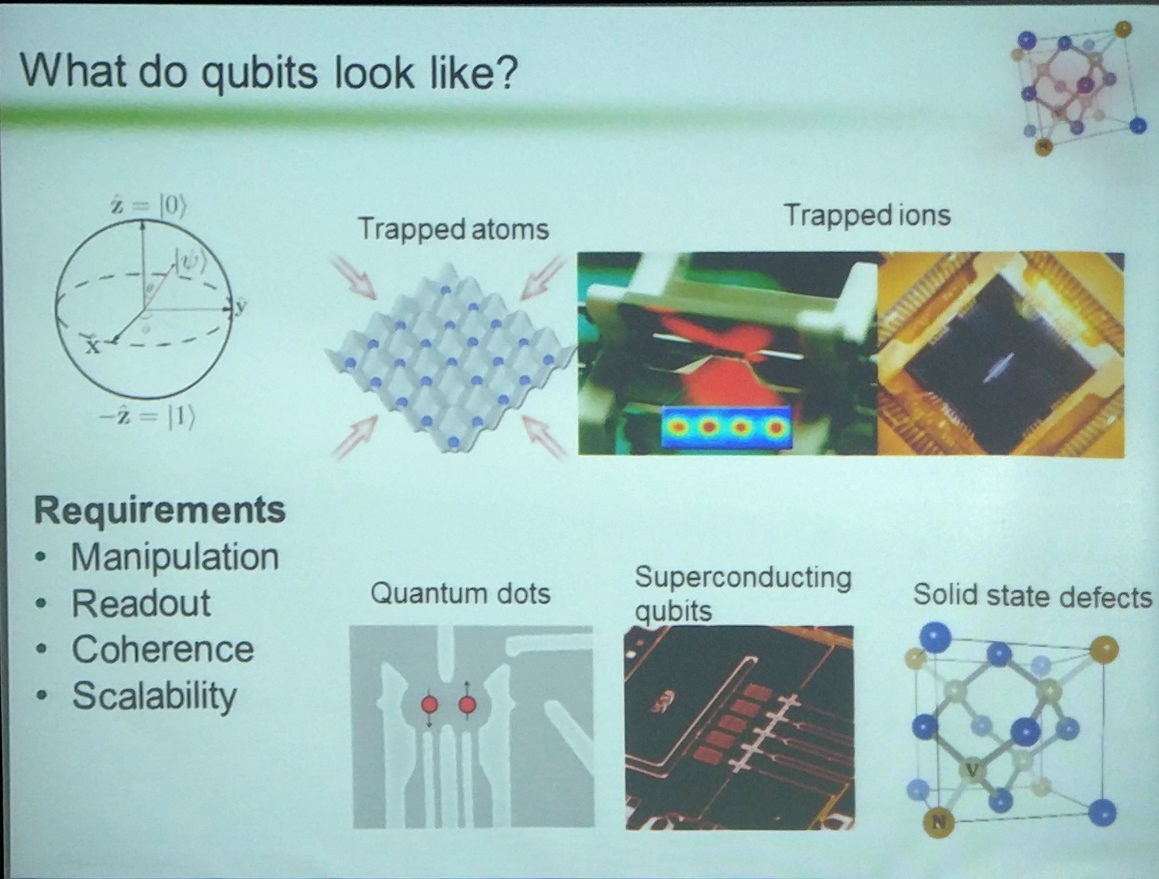 What do qubits look like?
ẑ = |0⟩
|ψ⟩
θ
ŷ
φ
x̂
−ẑ = |1⟩
Trapped atoms
Trapped ions
Requirements
• Manipulation
• Readout
• Coherence
• Scalability
Quantum dots
Superconducting
qubits
Solid state defects
V
N